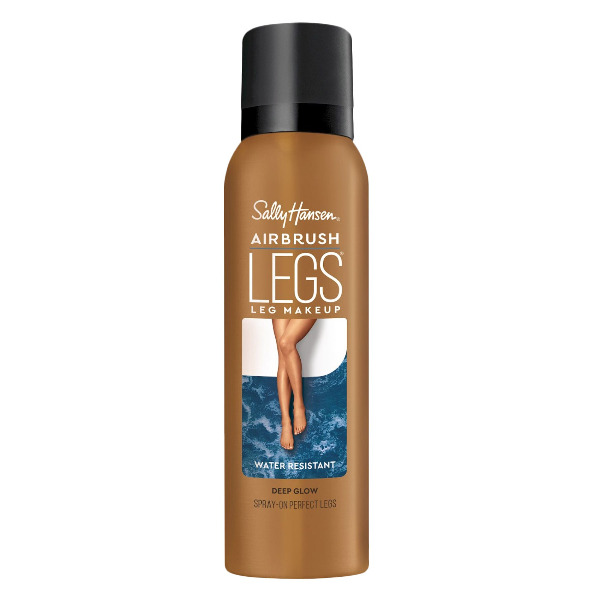 Sally Hansen®
AIRBRUSH
LEGS®
LEG MAKEUP
WATER RESISTANT
DEEP GLOW
SPRAY-ON PERFECT LEGS